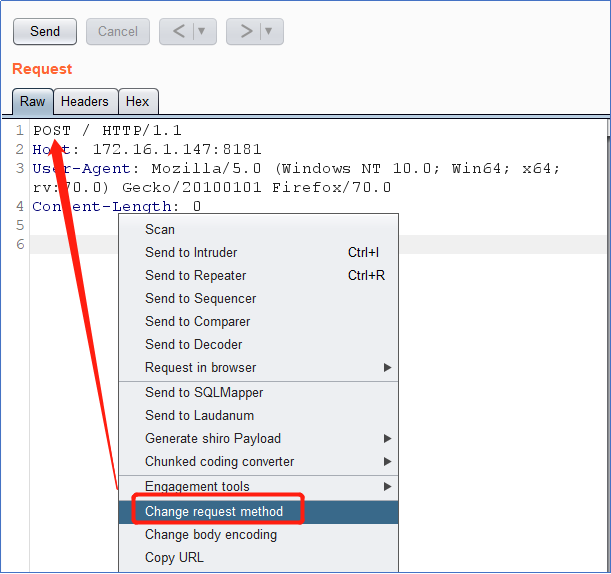 Send Cancel < >
Request
Raw Headers Hex
1 POST / HTTP/1.1
2 Host: 172.16.1.147:8181
3 User-Agent: Mozilla/5.0 (Windows NT 10.0; Win64; x64;
rv:70.0) Gecko/20100101 Firefox/70.0
4 Content-Length: 0
5
6
Scan
Send to Intruder Ctrl+I
Send to Repeater Ctrl+R
Send to Sequencer
Send to Comparer
Send to Decoder
Request in browser
Send to SQLMapper
Send to Laudanum
Generate shiro Payload
Chunked coding converter
Engagement tools
Change request method
Change body encoding
Copy URL